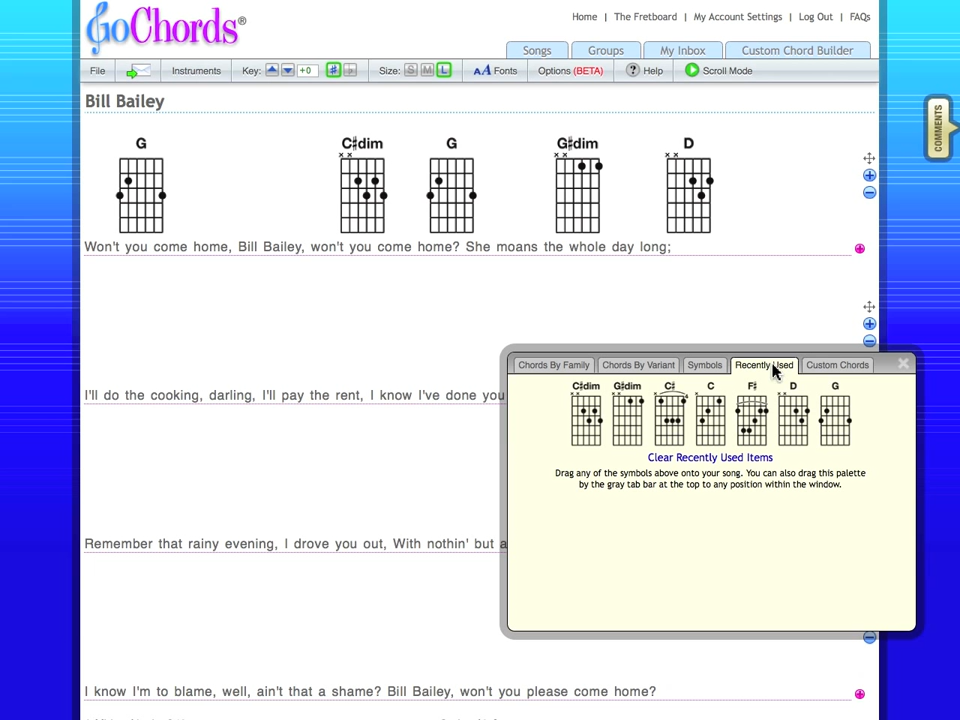 GoChords®
Home | The Fretboard | My Account Settings | Log Out | FAQs
Songs Groups My Inbox Custom Chord Builder
File Instruments Key: +0 # b Size: S M L AA Fonts Options (BETA) ? Help Scroll Mode
Bill Bailey
COMMENTS
G C♯dim G G♯dim D
x x x x x x
Won't you come home, Bill Bailey, won't you come home? She moans the whole day long;
Chords By Family Chords By Variant Symbols Recently Used Custom Chords
C♯dim G♯dim C♯ C F♯ D G
I'll do the cooking, darling, I'll pay the rent, I know I've done you
Clear Recently Used Items
Drag any of the symbols above onto your song. You can also drag this palette
by the gray tab bar at the top to any position within the window.
Remember that rainy evening, I drove you out, With nothin' but a
I know I'm to blame, well, ain't that a shame? Bill Bailey, won't you please come home?